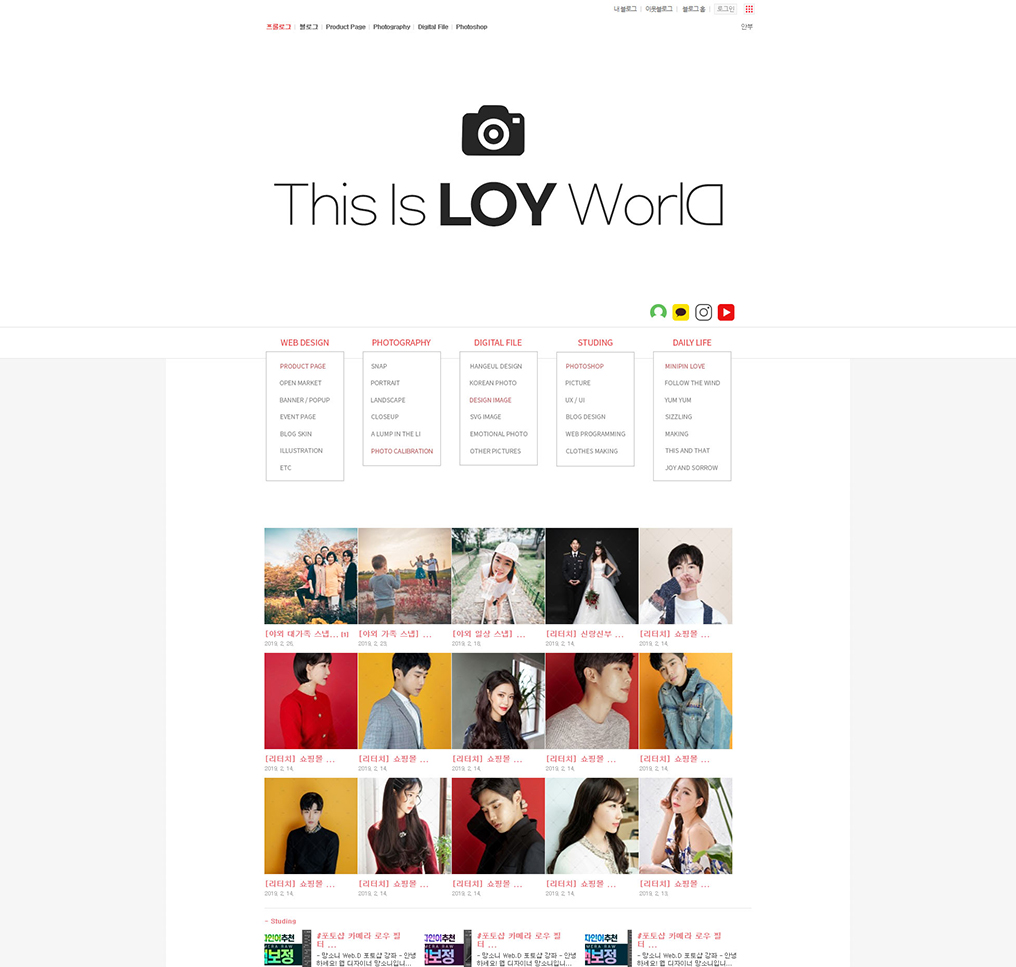 내 블로그 | 이웃블로그 | 블로그 홈 | 로그인
프롤로그 | 블로그 | Product Page | Photography | Digital File | Photoshop
안부
This Is LOY WorlD
WEB DESIGN
PRODUCT PAGE
OPEN MARKET
BANNER / POPUP
EVENT PAGE
BLOG SKIN
ILLUSTRATION
ETC
PHOTOGRAPHY
SNAP
PORTRAIT
LANDSCAPE
CLOSEUP
A LUMP IN THE LI
PHOTO CALIBRATION
DIGITAL FILE
HANGEUL DESIGN
KOREAN PHOTO
DESIGN IMAGE
SVG IMAGE
EMOTIONAL PHOTO
OTHER PICTURES
STUDING
PHOTOSHOP
PICTURE
UX / UI
BLOG DESIGN
WEB PROGRAMMING
CLOTHES MAKING
DAILY LIFE
MINIPIN LOVE
FOLLOW THE WIND
YUM YUM
SIZZLING
MAKING
THIS AND THAT
JOY AND SORROW
[야외 대가족 스냅... [1]
2019. 2. 26.
[야외 가족 스냅] ...
2019. 2. 23.
[야외 일상 스냅] ...
2019. 2. 18.
[리터치] 신랑신부 ...
2019. 2. 14.
[리터치] 쇼핑몰 ...
2019. 2. 14.
[리터치] 쇼핑몰 ...
2019. 2. 14.
[리터치] 쇼핑몰 ...
2019. 2. 14.
[리터치] 쇼핑몰 ...
2019. 2. 14.
[리터치] 쇼핑몰 ...
2019. 2. 14.
[리터치] 쇼핑몰 ...
2019. 2. 14.
[리터치] 쇼핑몰 ...
2019. 2. 14.
[리터치] 쇼핑몰 ...
2019. 2. 14.
[리터치] 쇼핑몰 ...
2019. 2. 14.
[리터치] 쇼핑몰 ...
2019. 2. 14.
[리터치] 쇼핑몰 ...
2019. 2. 13.
- Studing
#포토샵 카메라 로우 필
터 ...
- 망소니 Web.D 포토샵 강좌 - 안녕
하세요! 웹 디자이너 망소니입니...
#포토샵 카메라 로우 필
터 ...
- 망소니 Web.D 포토샵 강좌 - 안녕
하세요! 웹 디자이너 망소니입니...
#포토샵 카메라 로우 필
터 ...
- 망소니 Web.D 포토샵 강좌 - 안녕
하세요! 웹 디자이너 망소니입니...